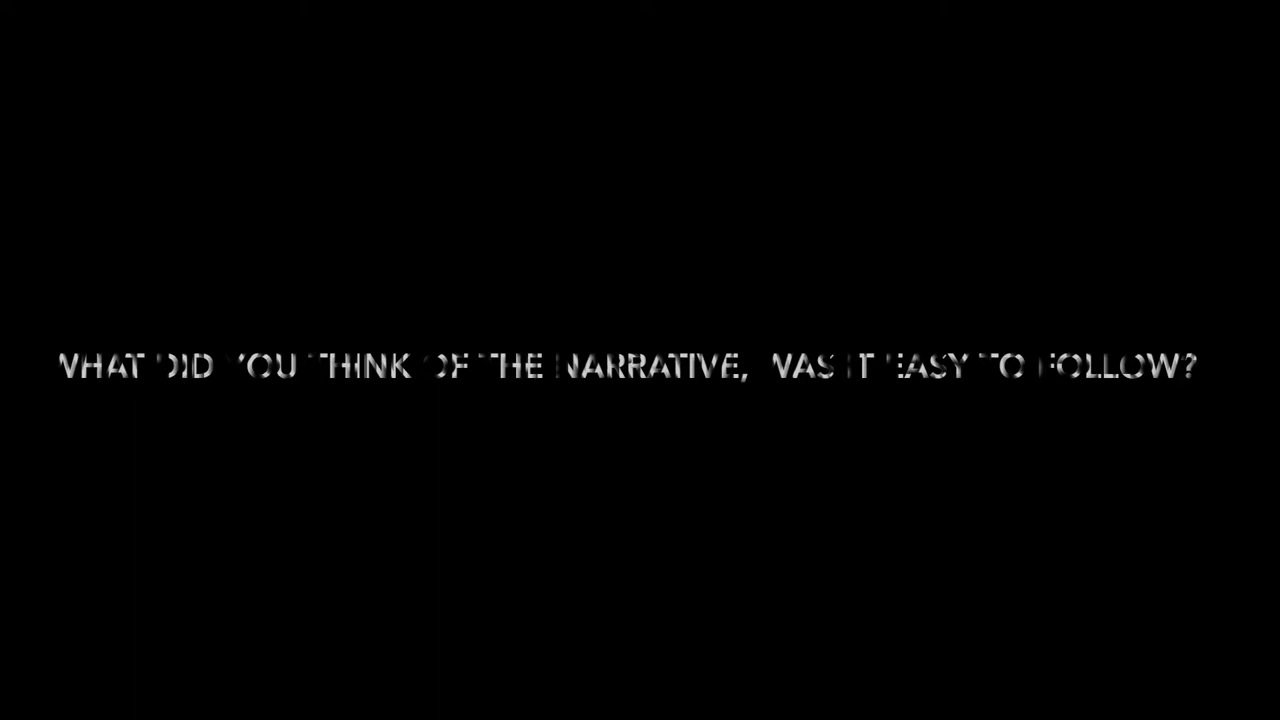 WHAT DID YOU THINK OF THE NARRATIVE, WAS IT EASY TO FOLLOW?